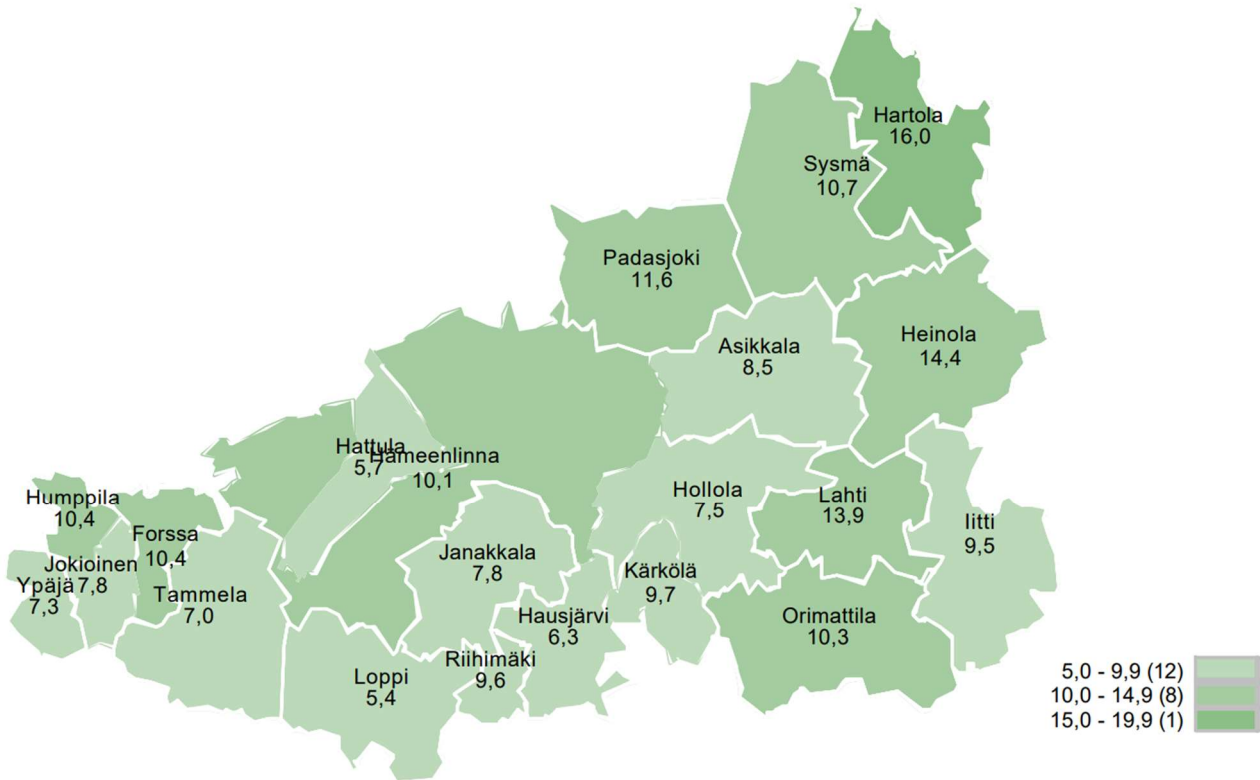 Hartola
16,0
Sysmä
10,7
Padasjoki
11,6
Heinola
14,4
Asikkala
8,5
Hattula
5,7
Hämeenlinna
10,1
Hollola
7,5
Lahti
13,9
Iitti
9,5
Humppila
10,4
Forssa
10,4
Jokioinen
7,8
Ypäjä
7,3
Tammela
7,0
Janakkala
7,8
Kärkölä
9,7
Hausjärvi
6,3
Orimattila
10,3
Riihimäki
9,6
Loppi
5,4
5,0 - 9,9 (12)
10,0 - 14,9 (8)
15,0 - 19,9 (1)